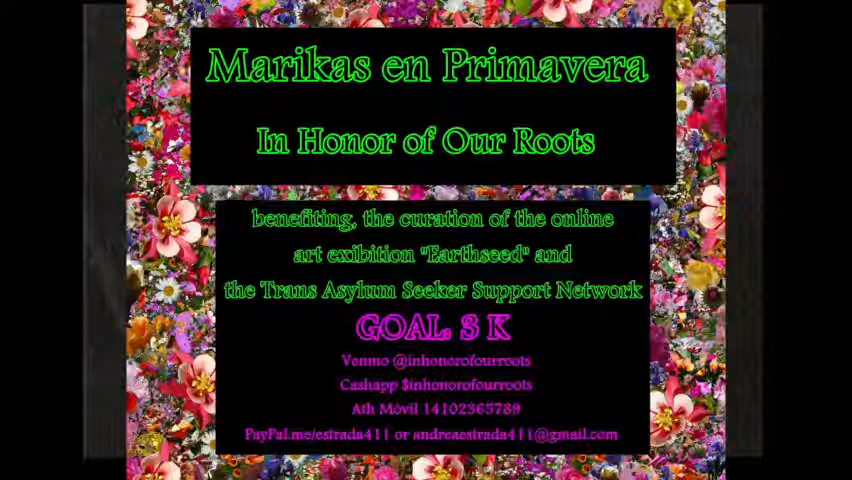 Marikas en Primavera
In Honor of Our Roots
benefiting, the curation of the online
art exibition "Earthseed" and
the Trans Asylum Seeker Support Network
GOAL: 3 K
Venmo @inhonorofourroots
Cashapp $inhonorofourroots
Ath Móvil 14102365789
PayPal.me/estrada411 or andreaestrada411@gmail.com